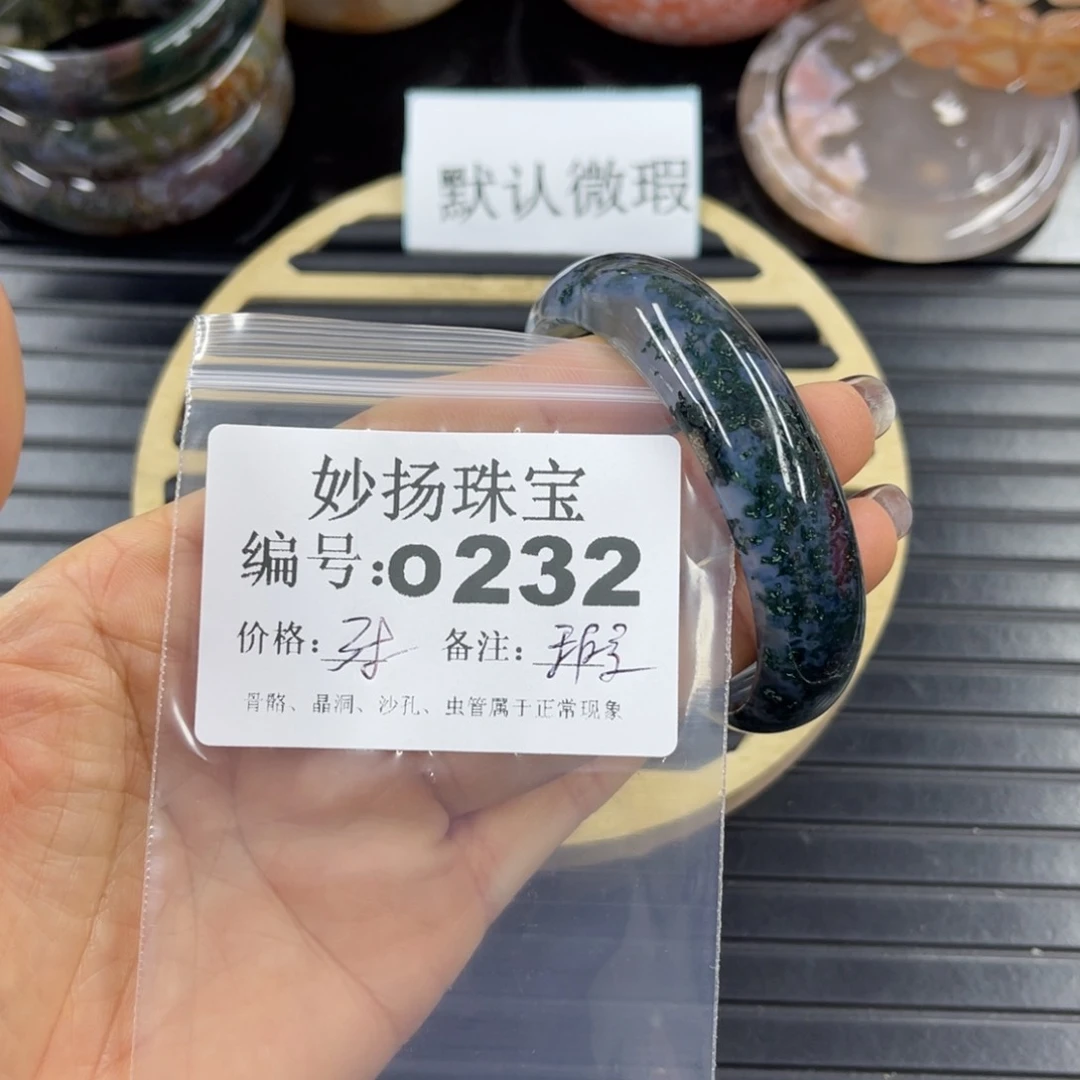 默认微瑕
妙扬珠宝
编号:o232
价格: 备注:
骨骼、晶洞、沙孔、虫管属于正常现象